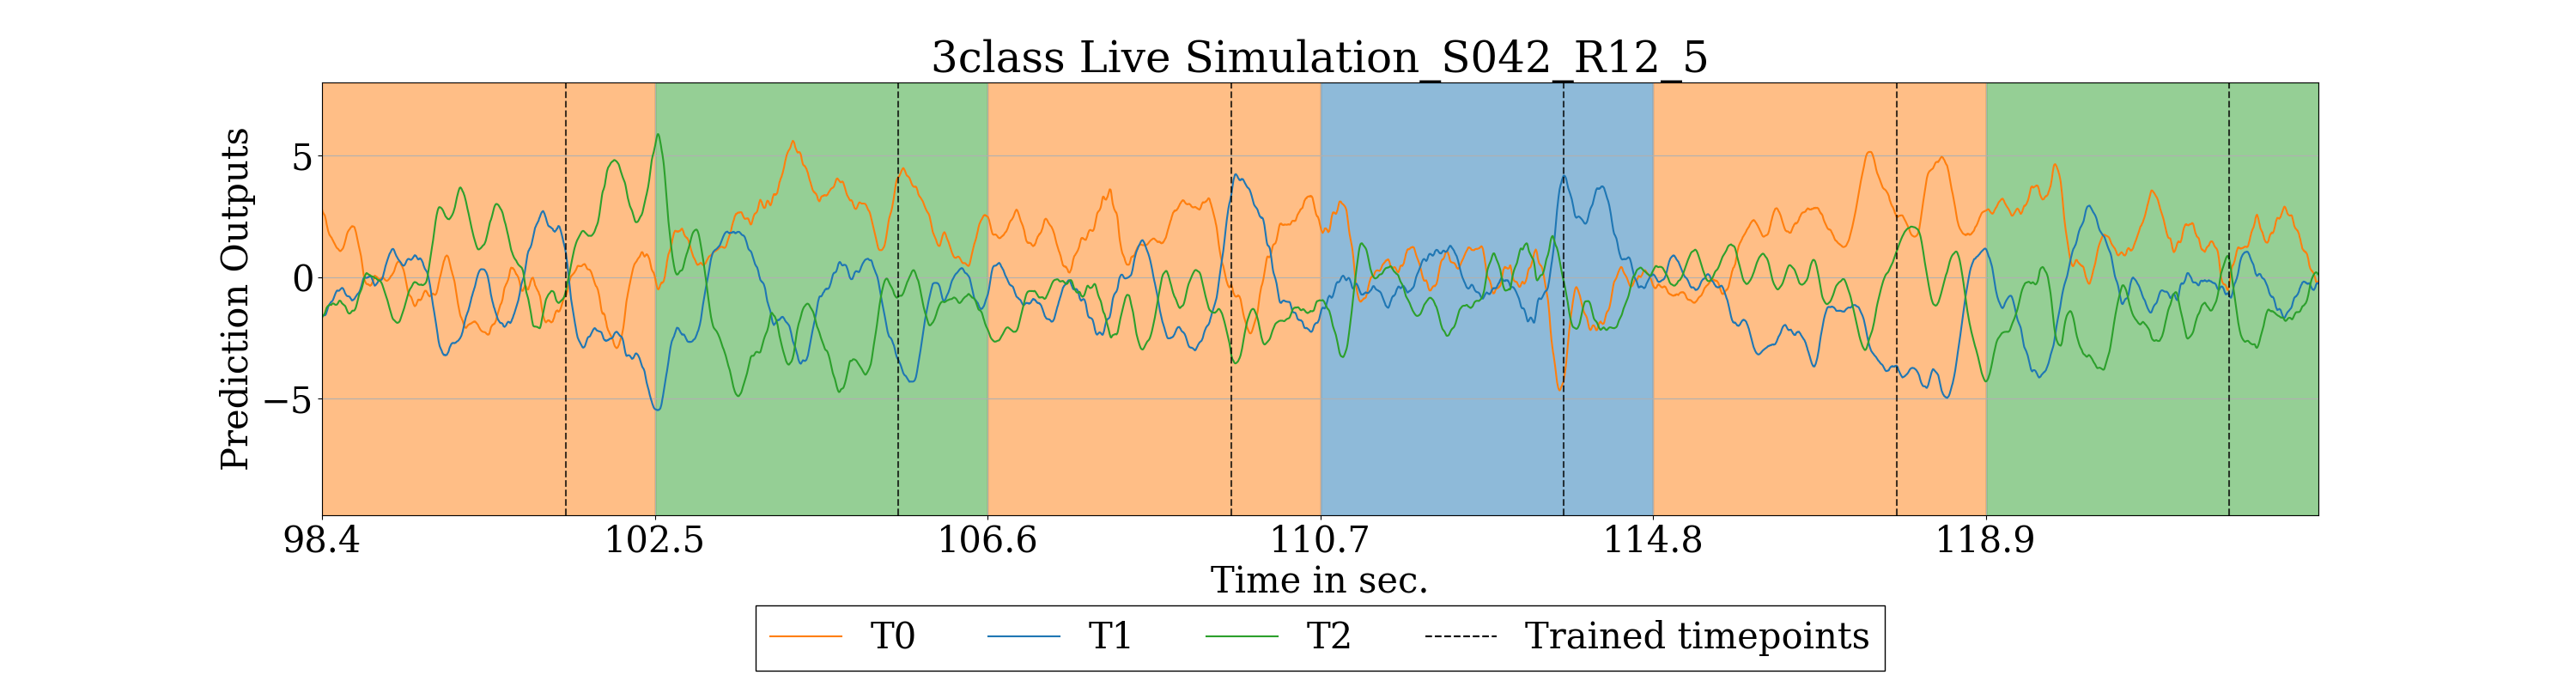 3class Live Simulation_S042_R12_5
Prediction Outputs
5
0
−5
98.4 102.5 106.6 110.7 114.8 118.9
Time in sec.
T0 T1 T2 Trained timepoints